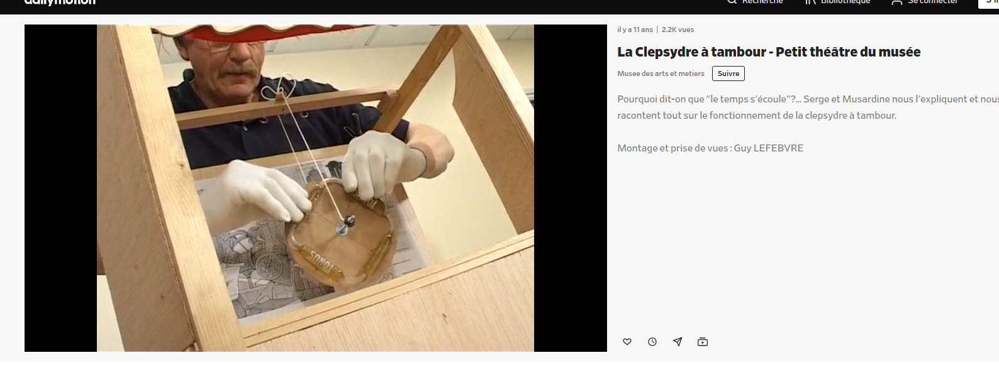 dailymotion
Recherche
Bibliothèque
Se connecter
il y a 11 ans | 2.2K vues
La Clepsydre à tambour - Petit théâtre du musée
Musee des arts et metiers
Suivre
Pourquoi dit-on que "le temps s'écoule"?... Serge et Musardine nous l'expliquent et nous
racontent tout sur le fonctionnement de la clepsydre à tambour.
Montage et prise de vues : Guy LEFEBVRE